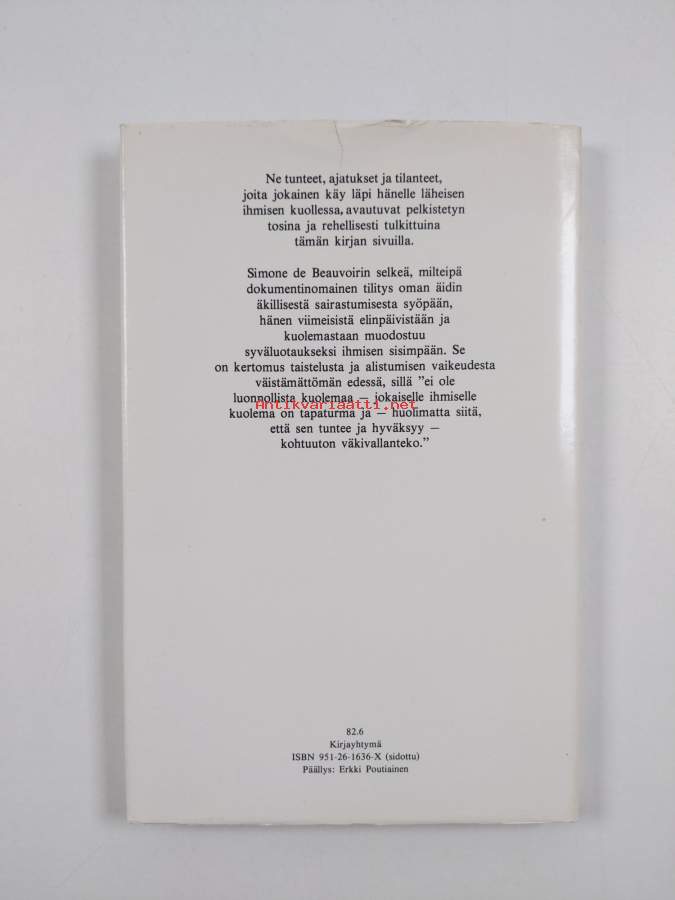 Ne tunteet, ajatukset ja tilanteet,
joita jokainen käy läpi hänelle läheisen
ihmisen kuollessa, avautuvat pelkistetyn
tosina ja rehellisesti tulkittuina
tämän kirjan sivuilla.
Simone de Beauvoirin selkeä, milteipä
dokumentinomainen tilitys oman äidin
äkillisestä sairastumisesta syöpään,
hänen viimeisistä elinpäivistään ja
kuolemastaan muodostuu
syväluotaukseksi ihmisen sisimpään. Se
on kertomus taistelusta ja alistumisen vaikeudesta
väistämättömän edessä, sillä ”ei ole
luonnollista kuolemaa — jokaiselle ihmiselle
Antikvariaatti.net
kuolema on tapaturma ja — huolimatta siitä,
että sen tuntee ja hyväksyy —
kohtuuton väkivallanteko.”
82.6
Kirjayhtymä
ISBN 951-26-1636-X (sidottu)
Päällys: Erkki Poutiainen